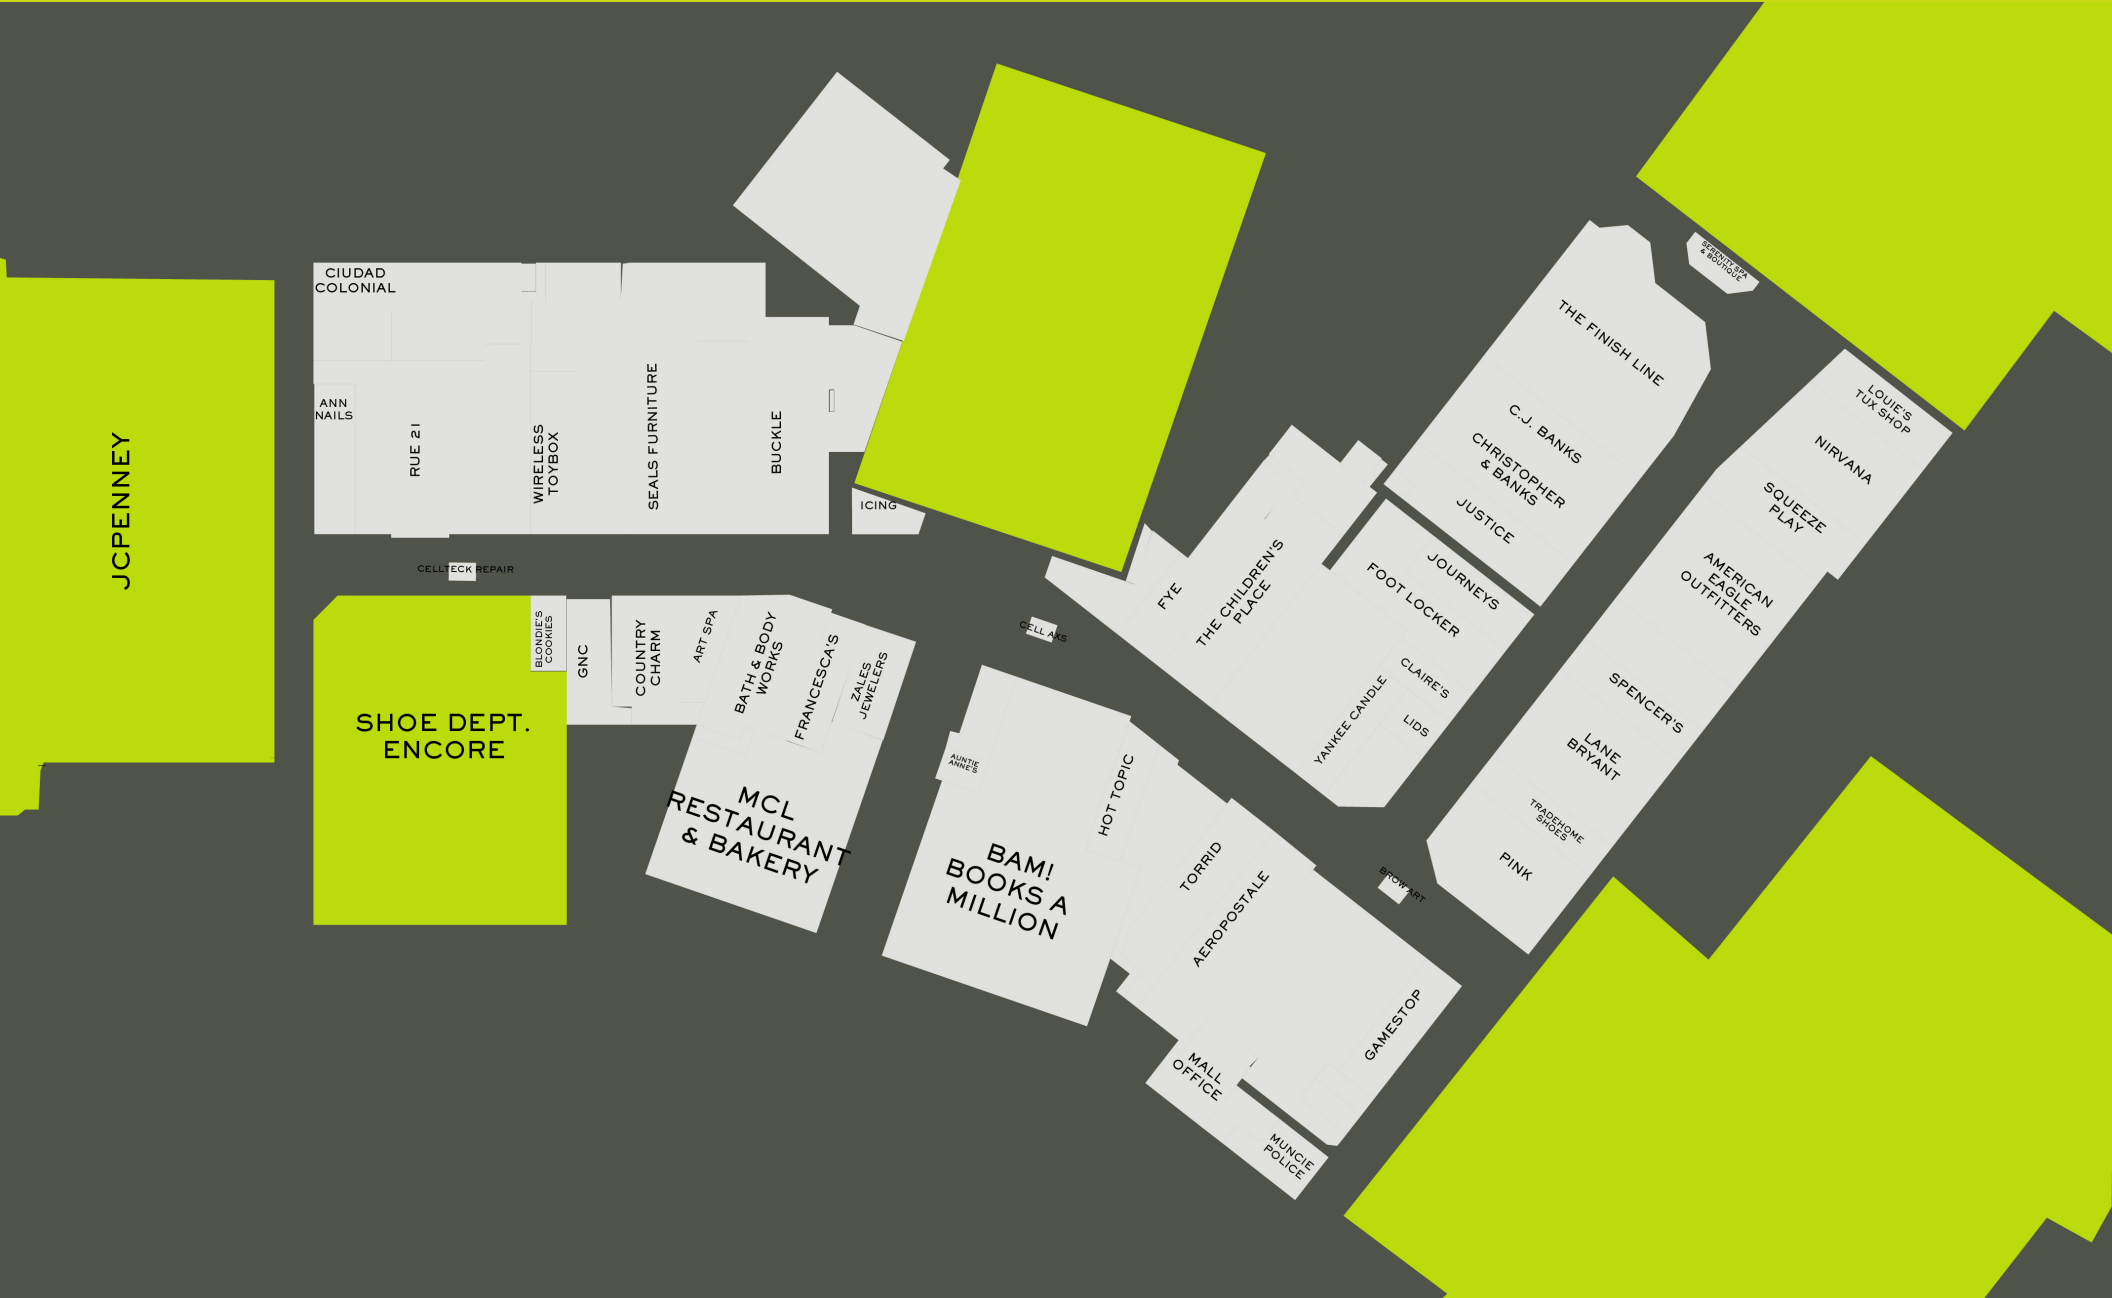 JCPENNEY
CIUDAD
COLONIAL
ANN
NAILS
RUE 21
WIRELESS
TOYBOX
SEALS FURNITURE
BUCKLE
ICING
CELLTECK REPAIR
SHOE DEPT.
ENCORE
BLONDIE'S
COOKIES
GNC
COUNTRY
CHARM
ART SPA
BATH & BODY
WORKS
FRANCESCA'S
ZALES
JEWELERS
MCL
RESTAURANT
& BAKERY
CELL AXS
AUNTIE
ANNE'S
BAM!
BOOKS A
MILLION
HOT TOPIC
TORRID
AEROPOSTALE
GAMESTOP
MALL
OFFICE
MUNCIE
POLICE
FYE
THE CHILDREN'S
PLACE
JOURNEYS
FOOT LOCKER
CLAIRE'S
YANKEE CANDLE
LIDS
BROW ART
THE FINISH LINE
C.J. BANKS
CHRISTOPHER
& BANKS
JUSTICE
SERENITY SPA
& BOUTIQUE
LOUIE'S
TUX SHOP
NIRVANA
SQUEEZE
PLAY
AMERICAN
EAGLE
OUTFITTERS
SPENCER'S
LANE
BRYANT
TRADEHOME
SHOES
PINK